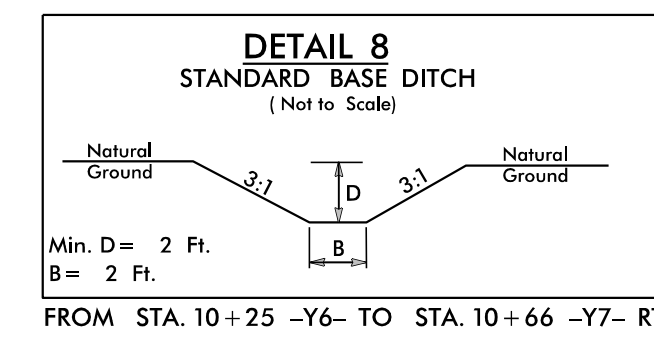 DETAIL 8
STANDARD BASE DITCH
( Not to Scale)
Natural
Ground
3:1
D
3:1
Natural
Ground
B
Min. D = 2 Ft.
B = 2 Ft.
FROM STA. 10+25 -Y6- TO STA. 10+66 -Y7-